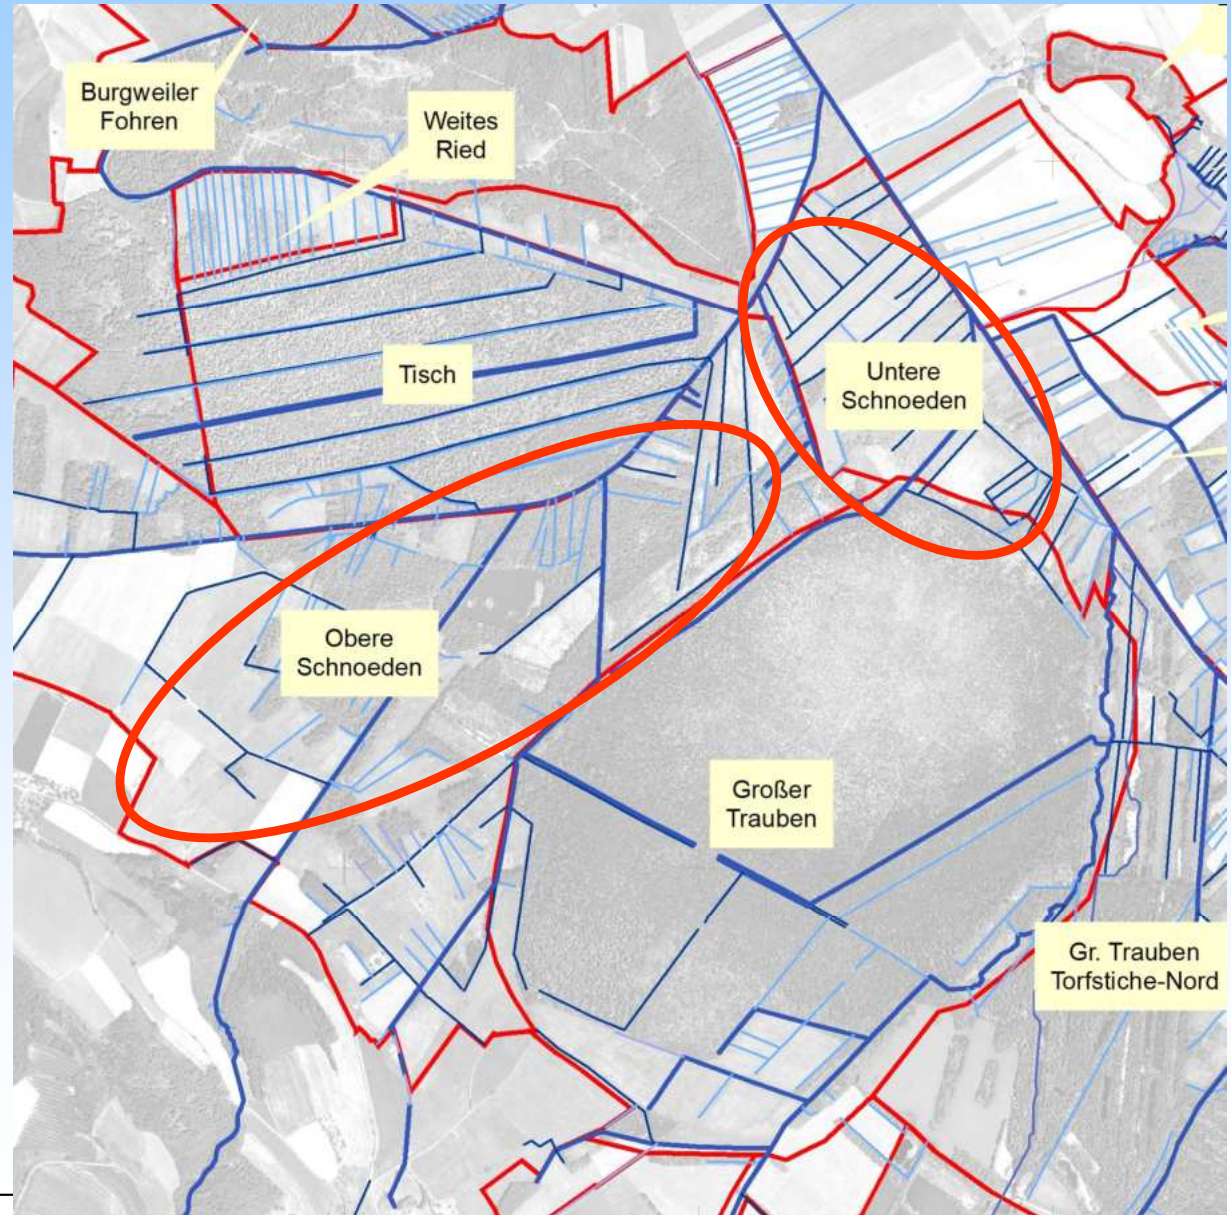 Burgweiler
Fohren
Weites
Ried
Tisch
Untere
Schnoeden
Obere
Schnoeden
Großer
Trauben
Gr. Trauben
Torfstiche-Nord